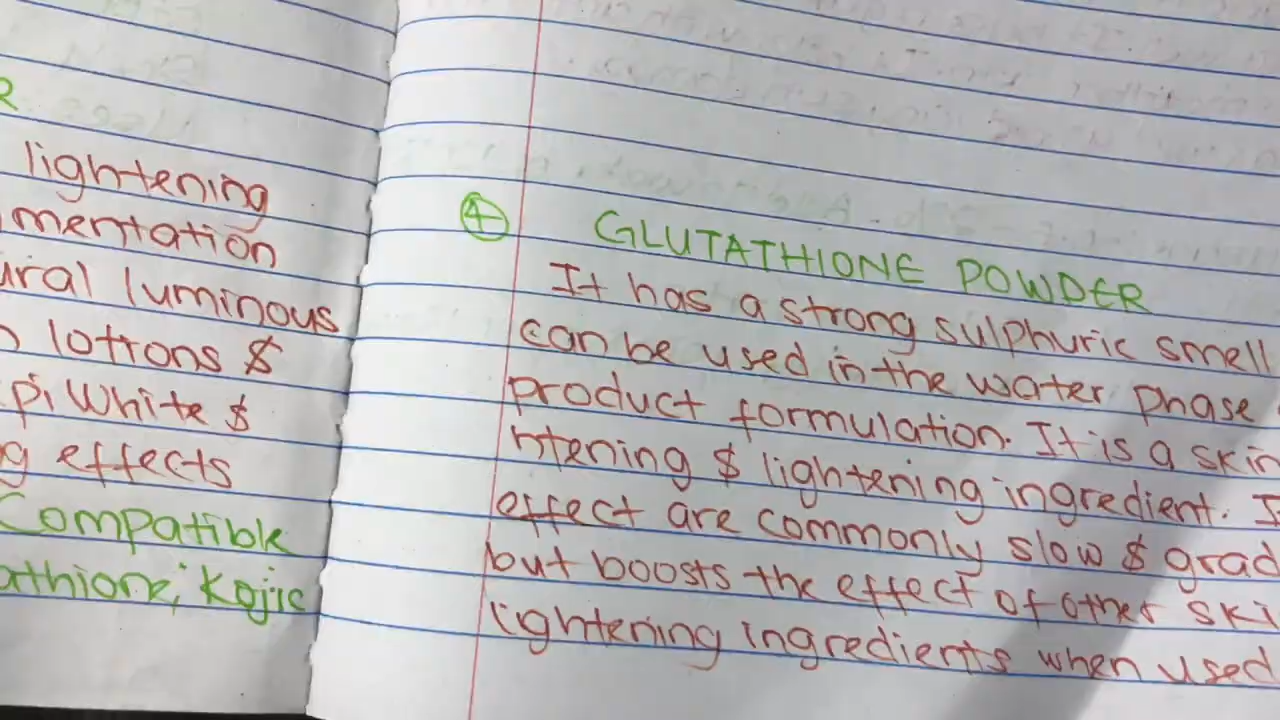 R
lightening
mentation
ural luminous
lotions $
pi White $
g effects
Compatible
athione, Kojic
4
GLUTATHIONE POWDER
It has a strong sulphuric smell
can be used in the water phase
product formulation. It is a skin
htening $ lightening ingredient. I
effect are commonly slow $ grad
but boosts the effect of other ski
lightening ingredients when used